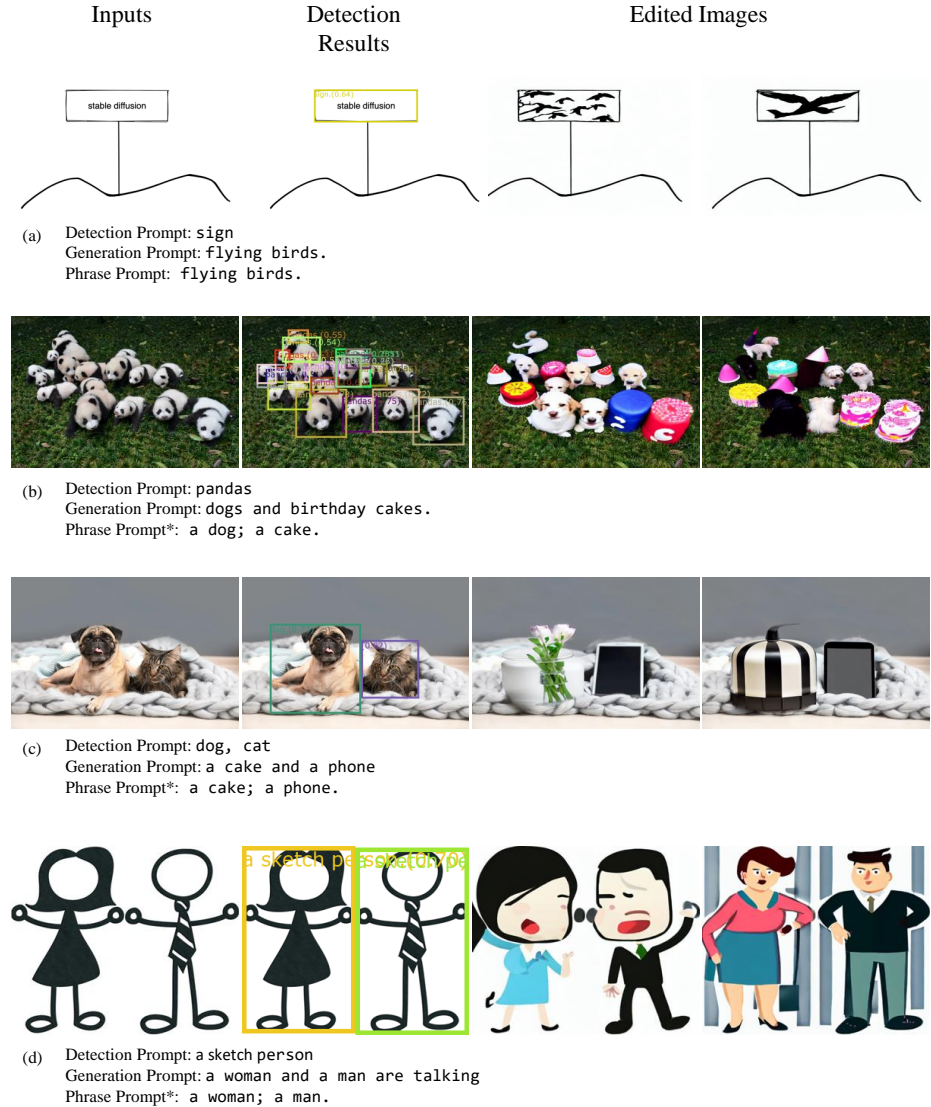 Inputs
Detection
Results
Edited Images
stable diffusion
sign.(0.64)
stable diffusion
(a)
Detection Prompt: sign
Generation Prompt: flying birds.
Phrase Prompt: flying birds.
(b)
Detection Prompt: pandas
Generation Prompt: dogs and birthday cakes.
Phrase Prompt*: a dog; a cake.
(c)
Detection Prompt: dog, cat
Generation Prompt: a cake and a phone
Phrase Prompt*: a cake; a phone.
a sketch
(d)
Detection Prompt: a sketch person
Generation Prompt: a woman and a man are talking
Phrase Prompt*: a woman; a man.